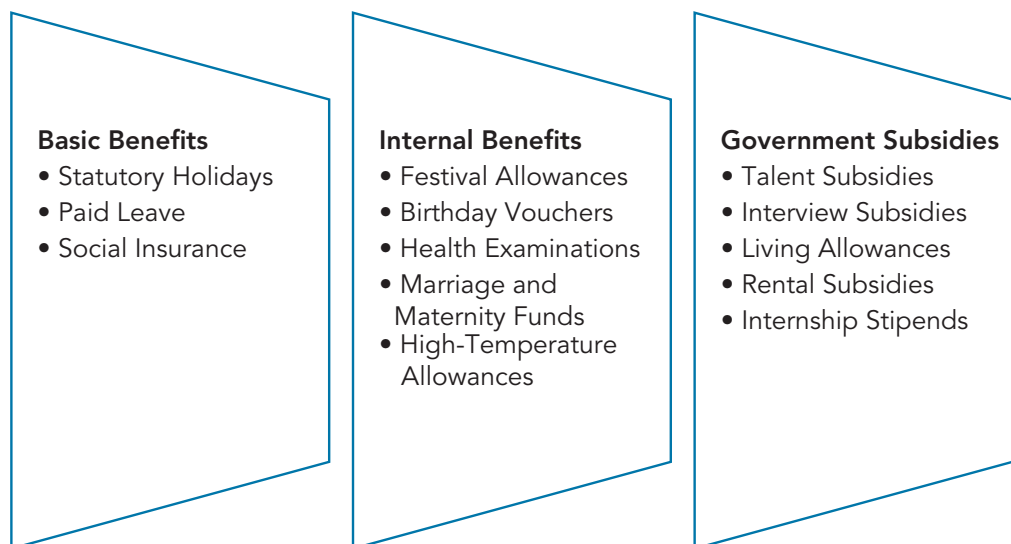 Basic Benefits
• Statutory Holidays
• Paid Leave
• Social Insurance
Internal Benefits
• Festival Allowances
• Birthday Vouchers
• Health Examinations
• Marriage and
Maternity Funds
• High-Temperature
Allowances
Government Subsidies
• Talent Subsidies
• Interview Subsidies
• Living Allowances
• Rental Subsidies
• Internship Stipends